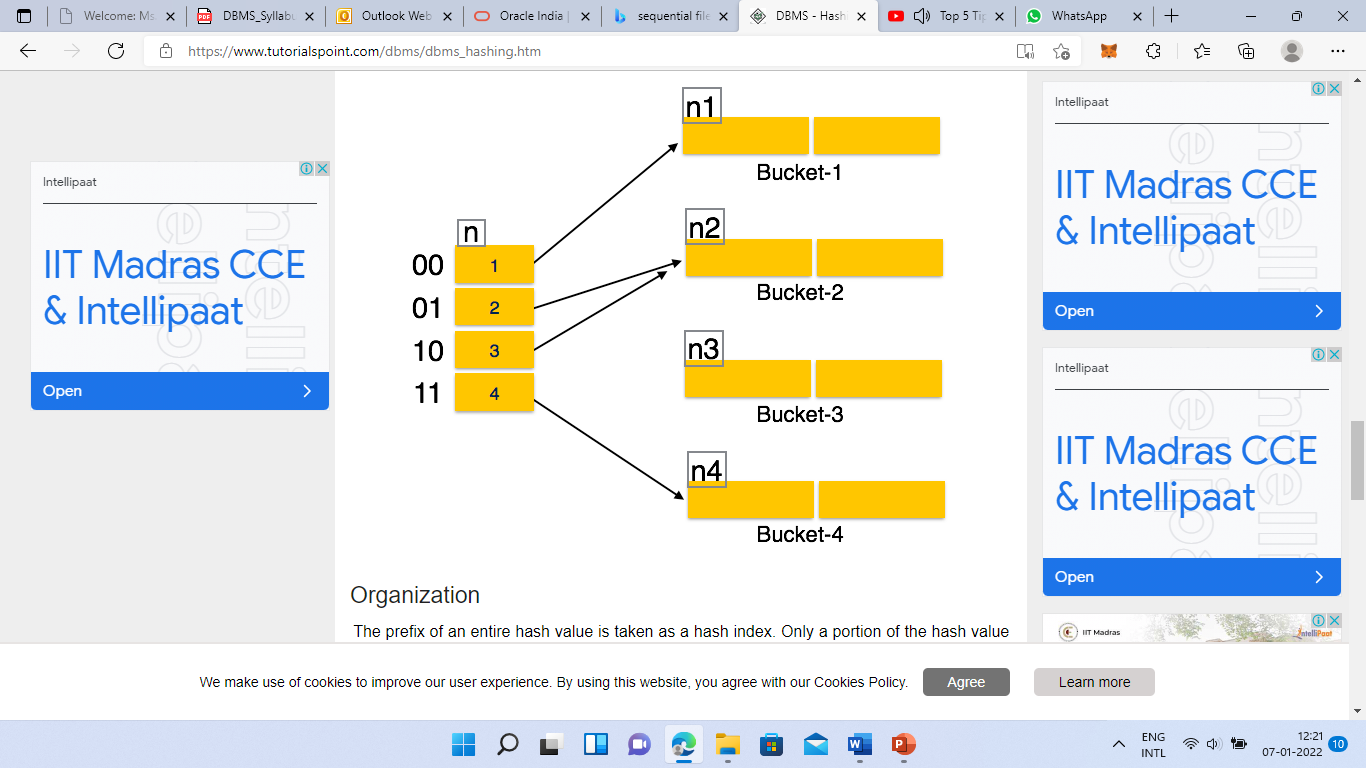 Welcome: Ms
DBMS_Syllabu
Outlook Web
Oracle India |
sequential file
DBMS - Hashi
Top 5 Tip
WhatsApp
https://www.tutorialspoint.com/dbms/dbms_hashing.htm
Intellipaat
IIT Madras CCE
& Intellipaat
Open
n
00 1
01 2
10 3
11 4
n1
Bucket-1
n2
Bucket-2
n3
Bucket-3
n4
Bucket-4
Organization
The prefix of an entire hash value is taken as a hash index. Only a portion of the hash value
Intellipaat
IIT Madras CCE
& Intellipaat
Open
Intellipaat
IIT Madras CCE
& Intellipaat
Open
IIT Madras
IntelliPaat
We make use of cookies to improve our user experience. By using this website, you agree with our Cookies Policy.
Agree
Learn more
ENG
INTL
12:21
07-01-2022
10